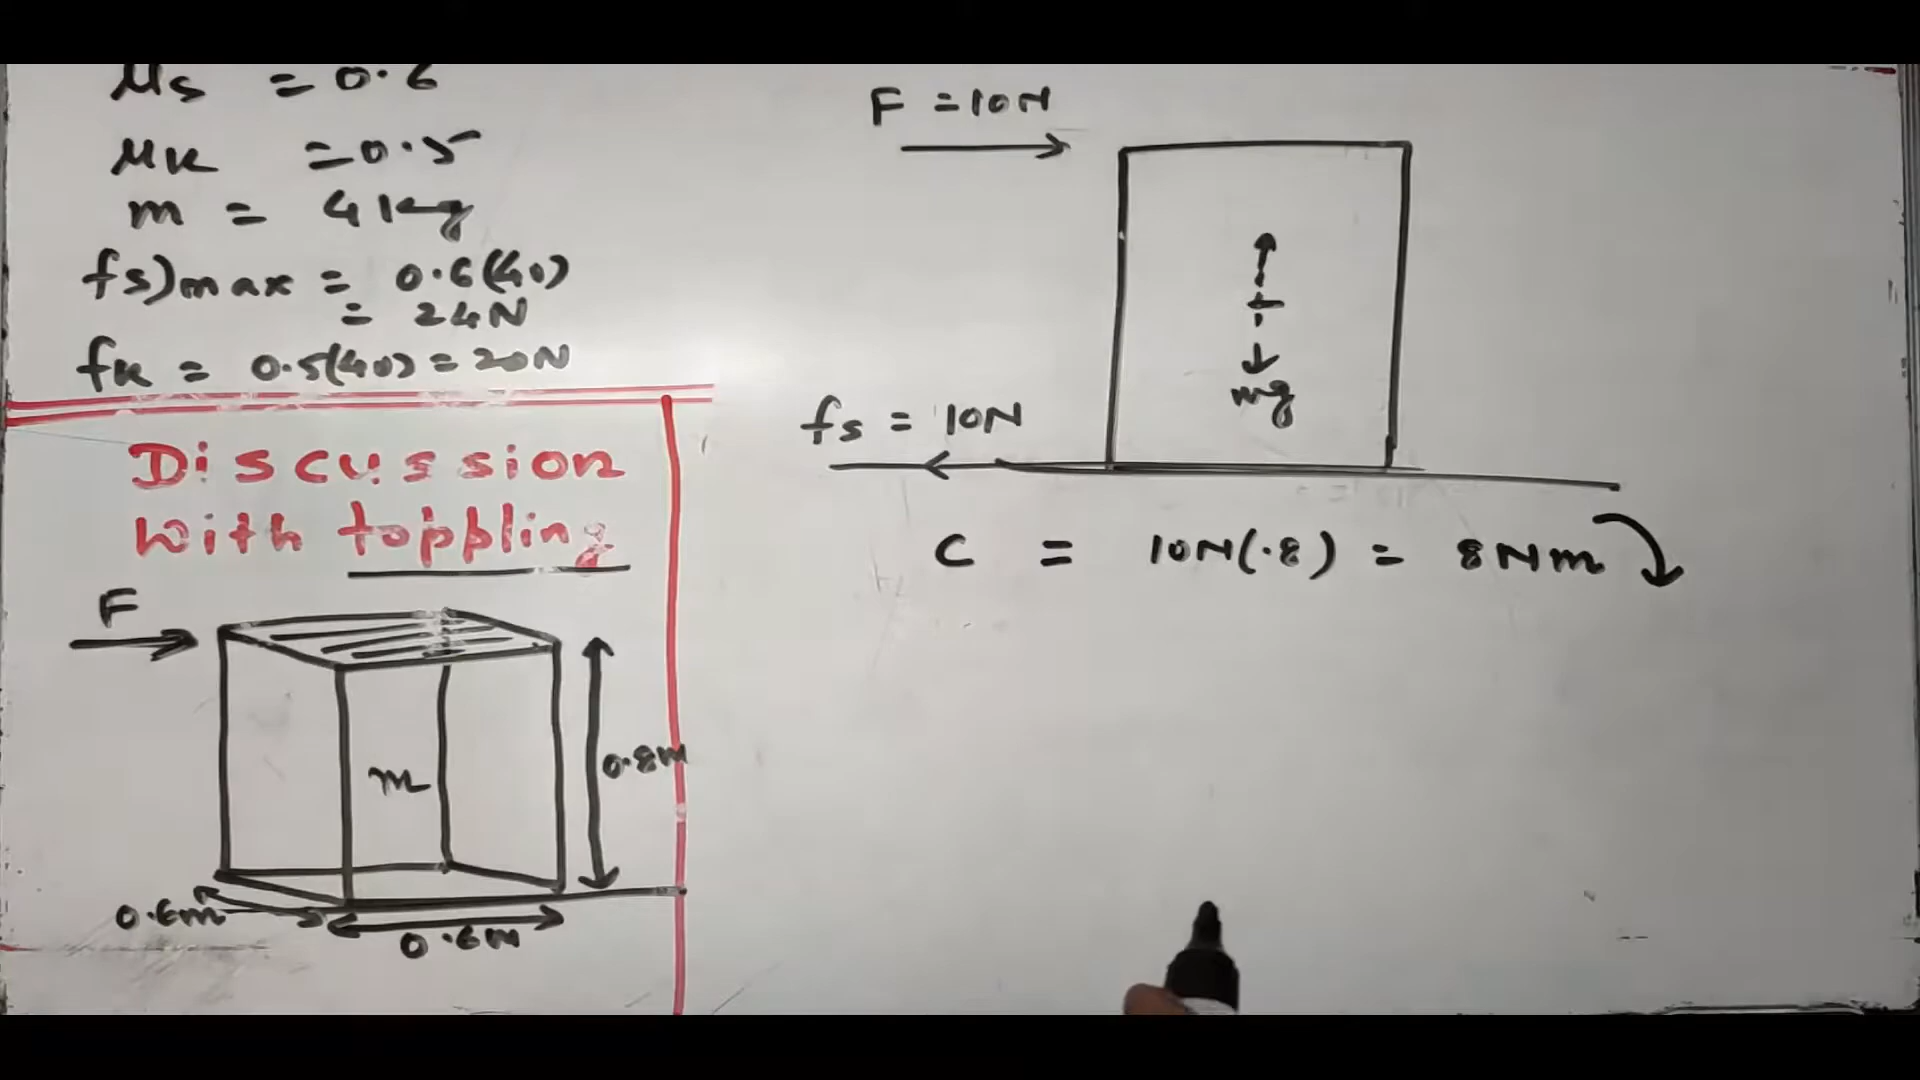 μs = 0.6
μk = 0.5
m = 4 kg
fs)max = 0.6(40)
= 24N
fk = 0.5(40) = 20N
Discussion
with toppling
F
m
0.8m
0.6m
0.6m
F = 10N
mg
fs = 10N
C = 10N(.8) = 8Nm